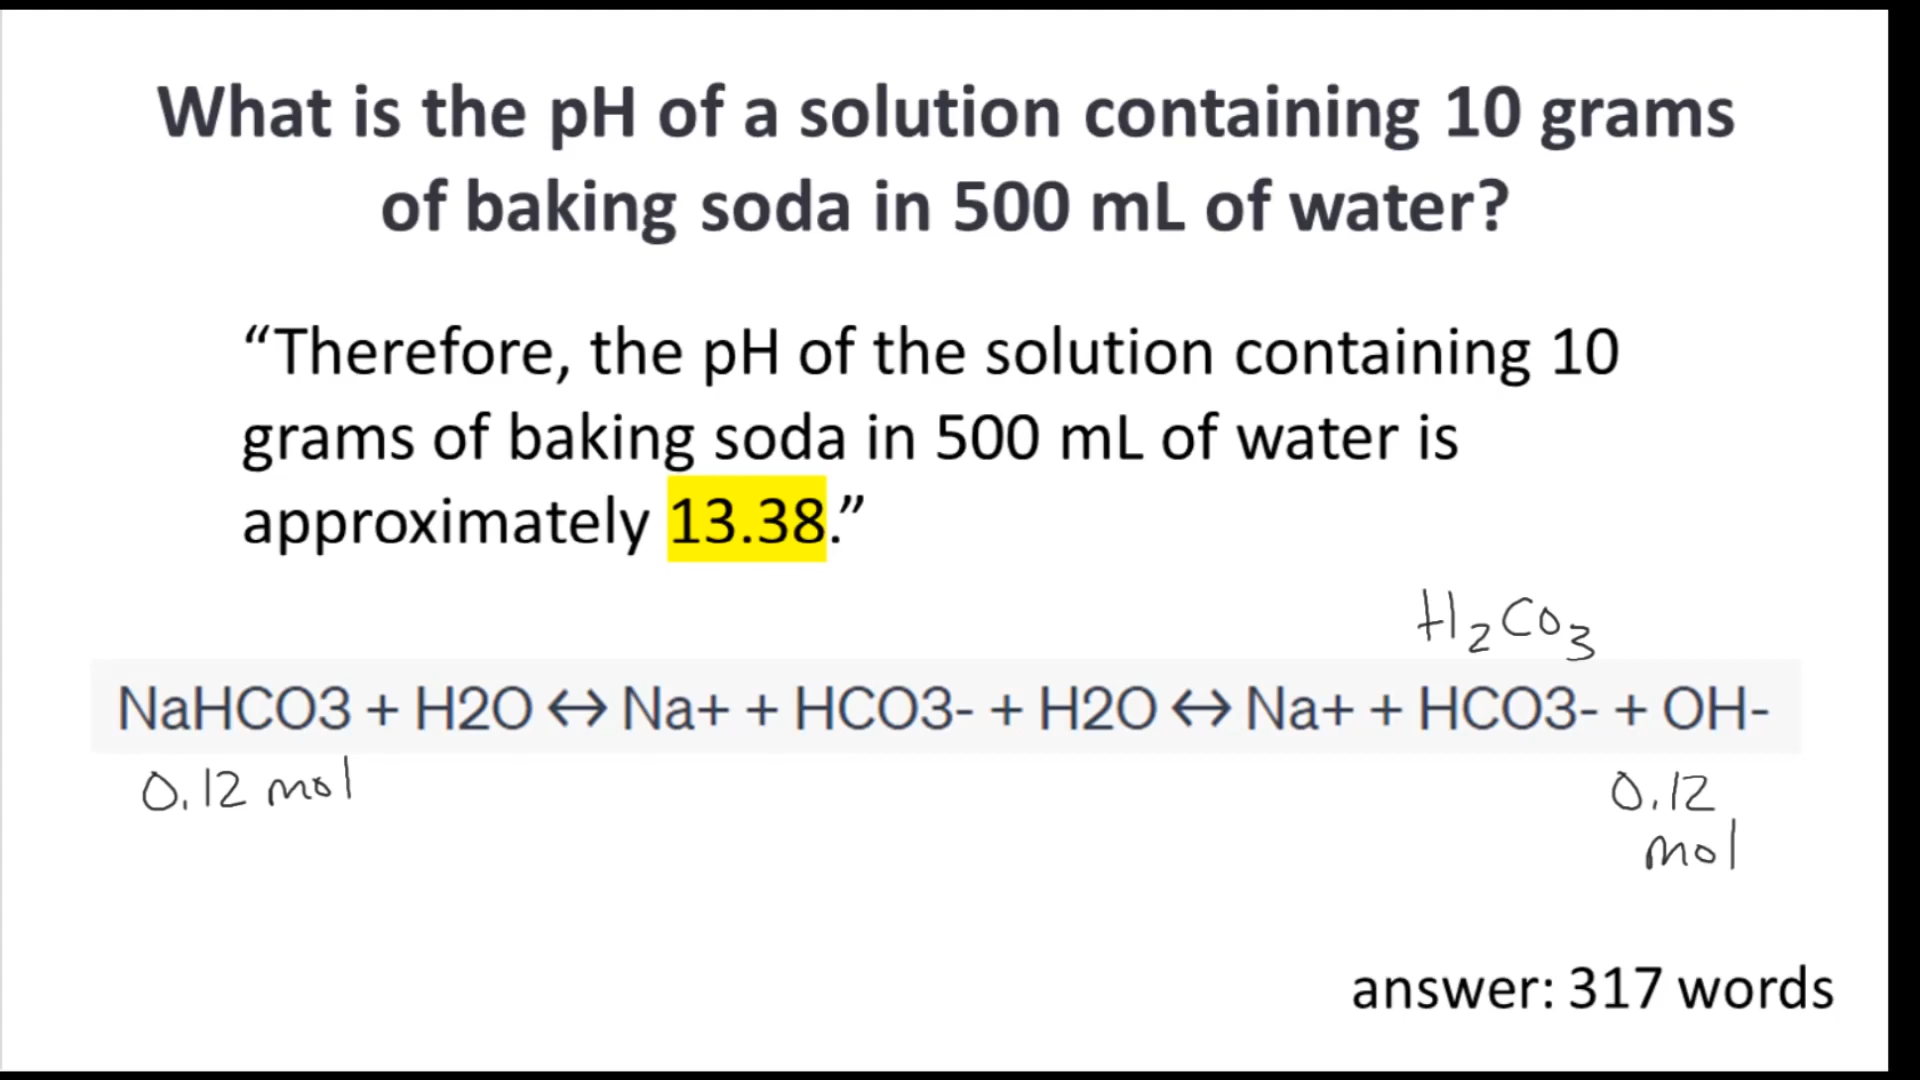 What is the pH of a solution containing 10 grams
of baking soda in 500 mL of water?
“Therefore, the pH of the solution containing 10
grams of baking soda in 500 mL of water is
approximately 13.38.”
H₂CO₃
NaHCO3 + H2O ↔ Na+ + HCO3- + H2O ↔ Na+ + HCO3- + OH-
0.12 mol
0.12
mol
answer: 317 words